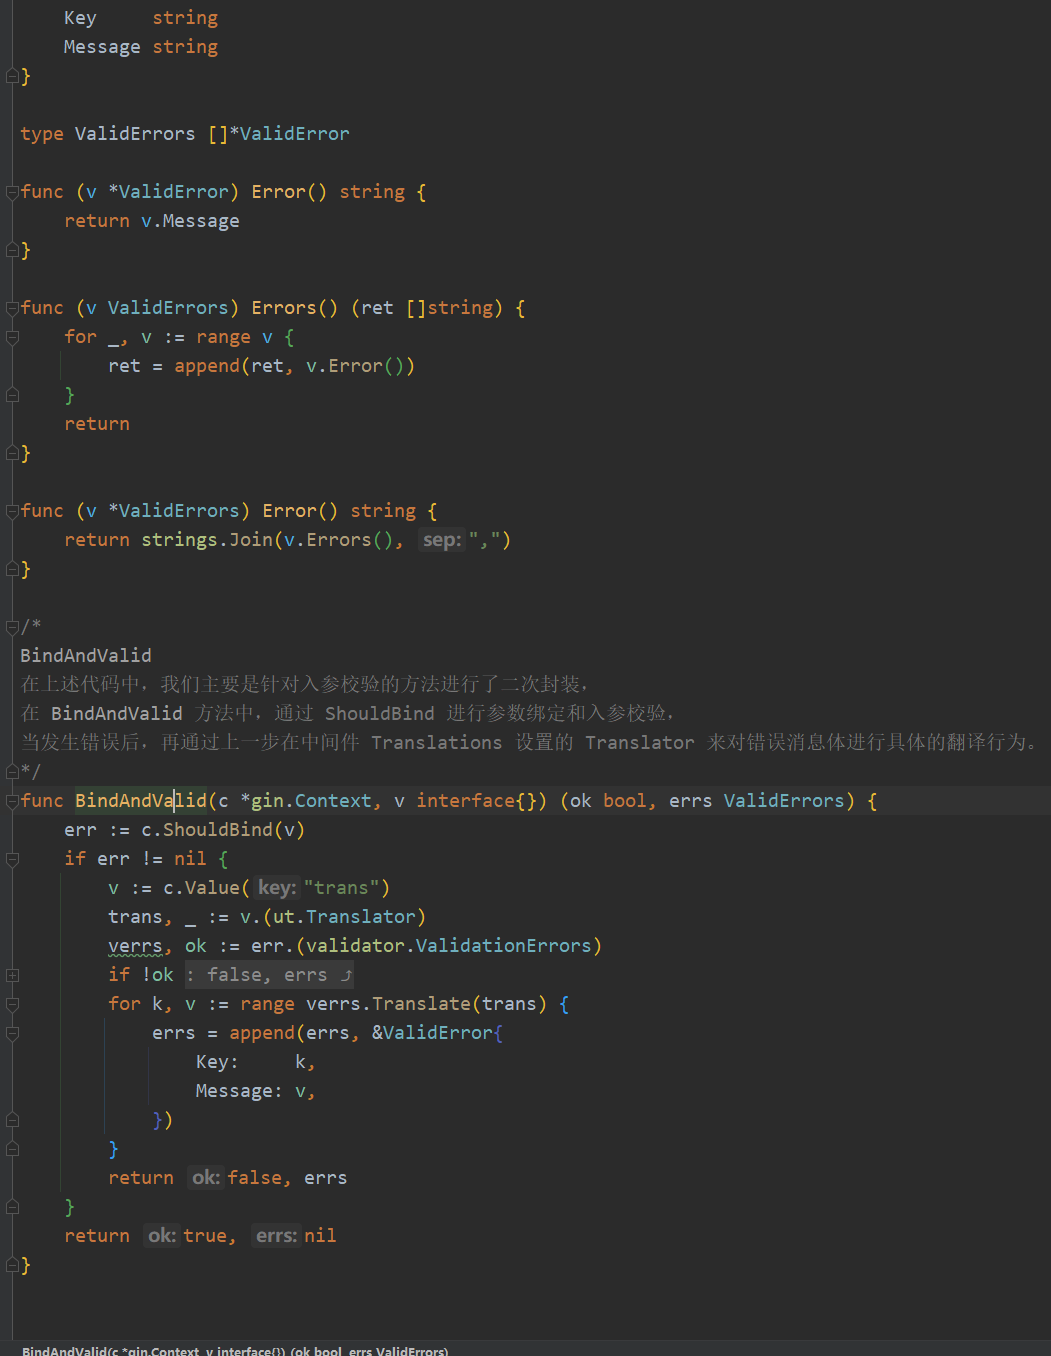 Key     string
Message string
}
type ValidErrors []*ValidError
func (v *ValidError) Error() string {
return v.Message
}
func (v ValidErrors) Errors() (ret []string) {
for _, v := range v {
ret = append(ret, v.Error())
}
return
}
func (v *ValidErrors) Error() string {
return strings.Join(v.Errors(), sep: ",")
}
/*
BindAndValid
在上述代码中，我们主要是针对入参校验的方法进行了二次封装，
在 BindAndValid 方法中，通过 ShouldBind 进行参数绑定和入参校验，
当发生错误后，再通过上一步在中间件 Translations 设置的 Translator 来对错误消息体进行具体的翻译行为。
*/
func BindAndValid(c *gin.Context, v interface{}) (ok bool, errs ValidErrors) {
err := c.ShouldBind(v)
if err != nil {
v := c.Value( key: "trans")
trans, _ := v.(ut.Translator)
verrs, ok := err.(validator.ValidationErrors)
if !ok : false, errs ⤴
for k, v := range verrs.Translate(trans) {
errs = append(errs, &ValidError{
Key:     k,
Message: v,
})
}
return ok: false, errs
}
return ok: true, errs: nil
}
BindAndValid(c *gin.Context, v interface{}) (ok bool, errs ValidErrors)